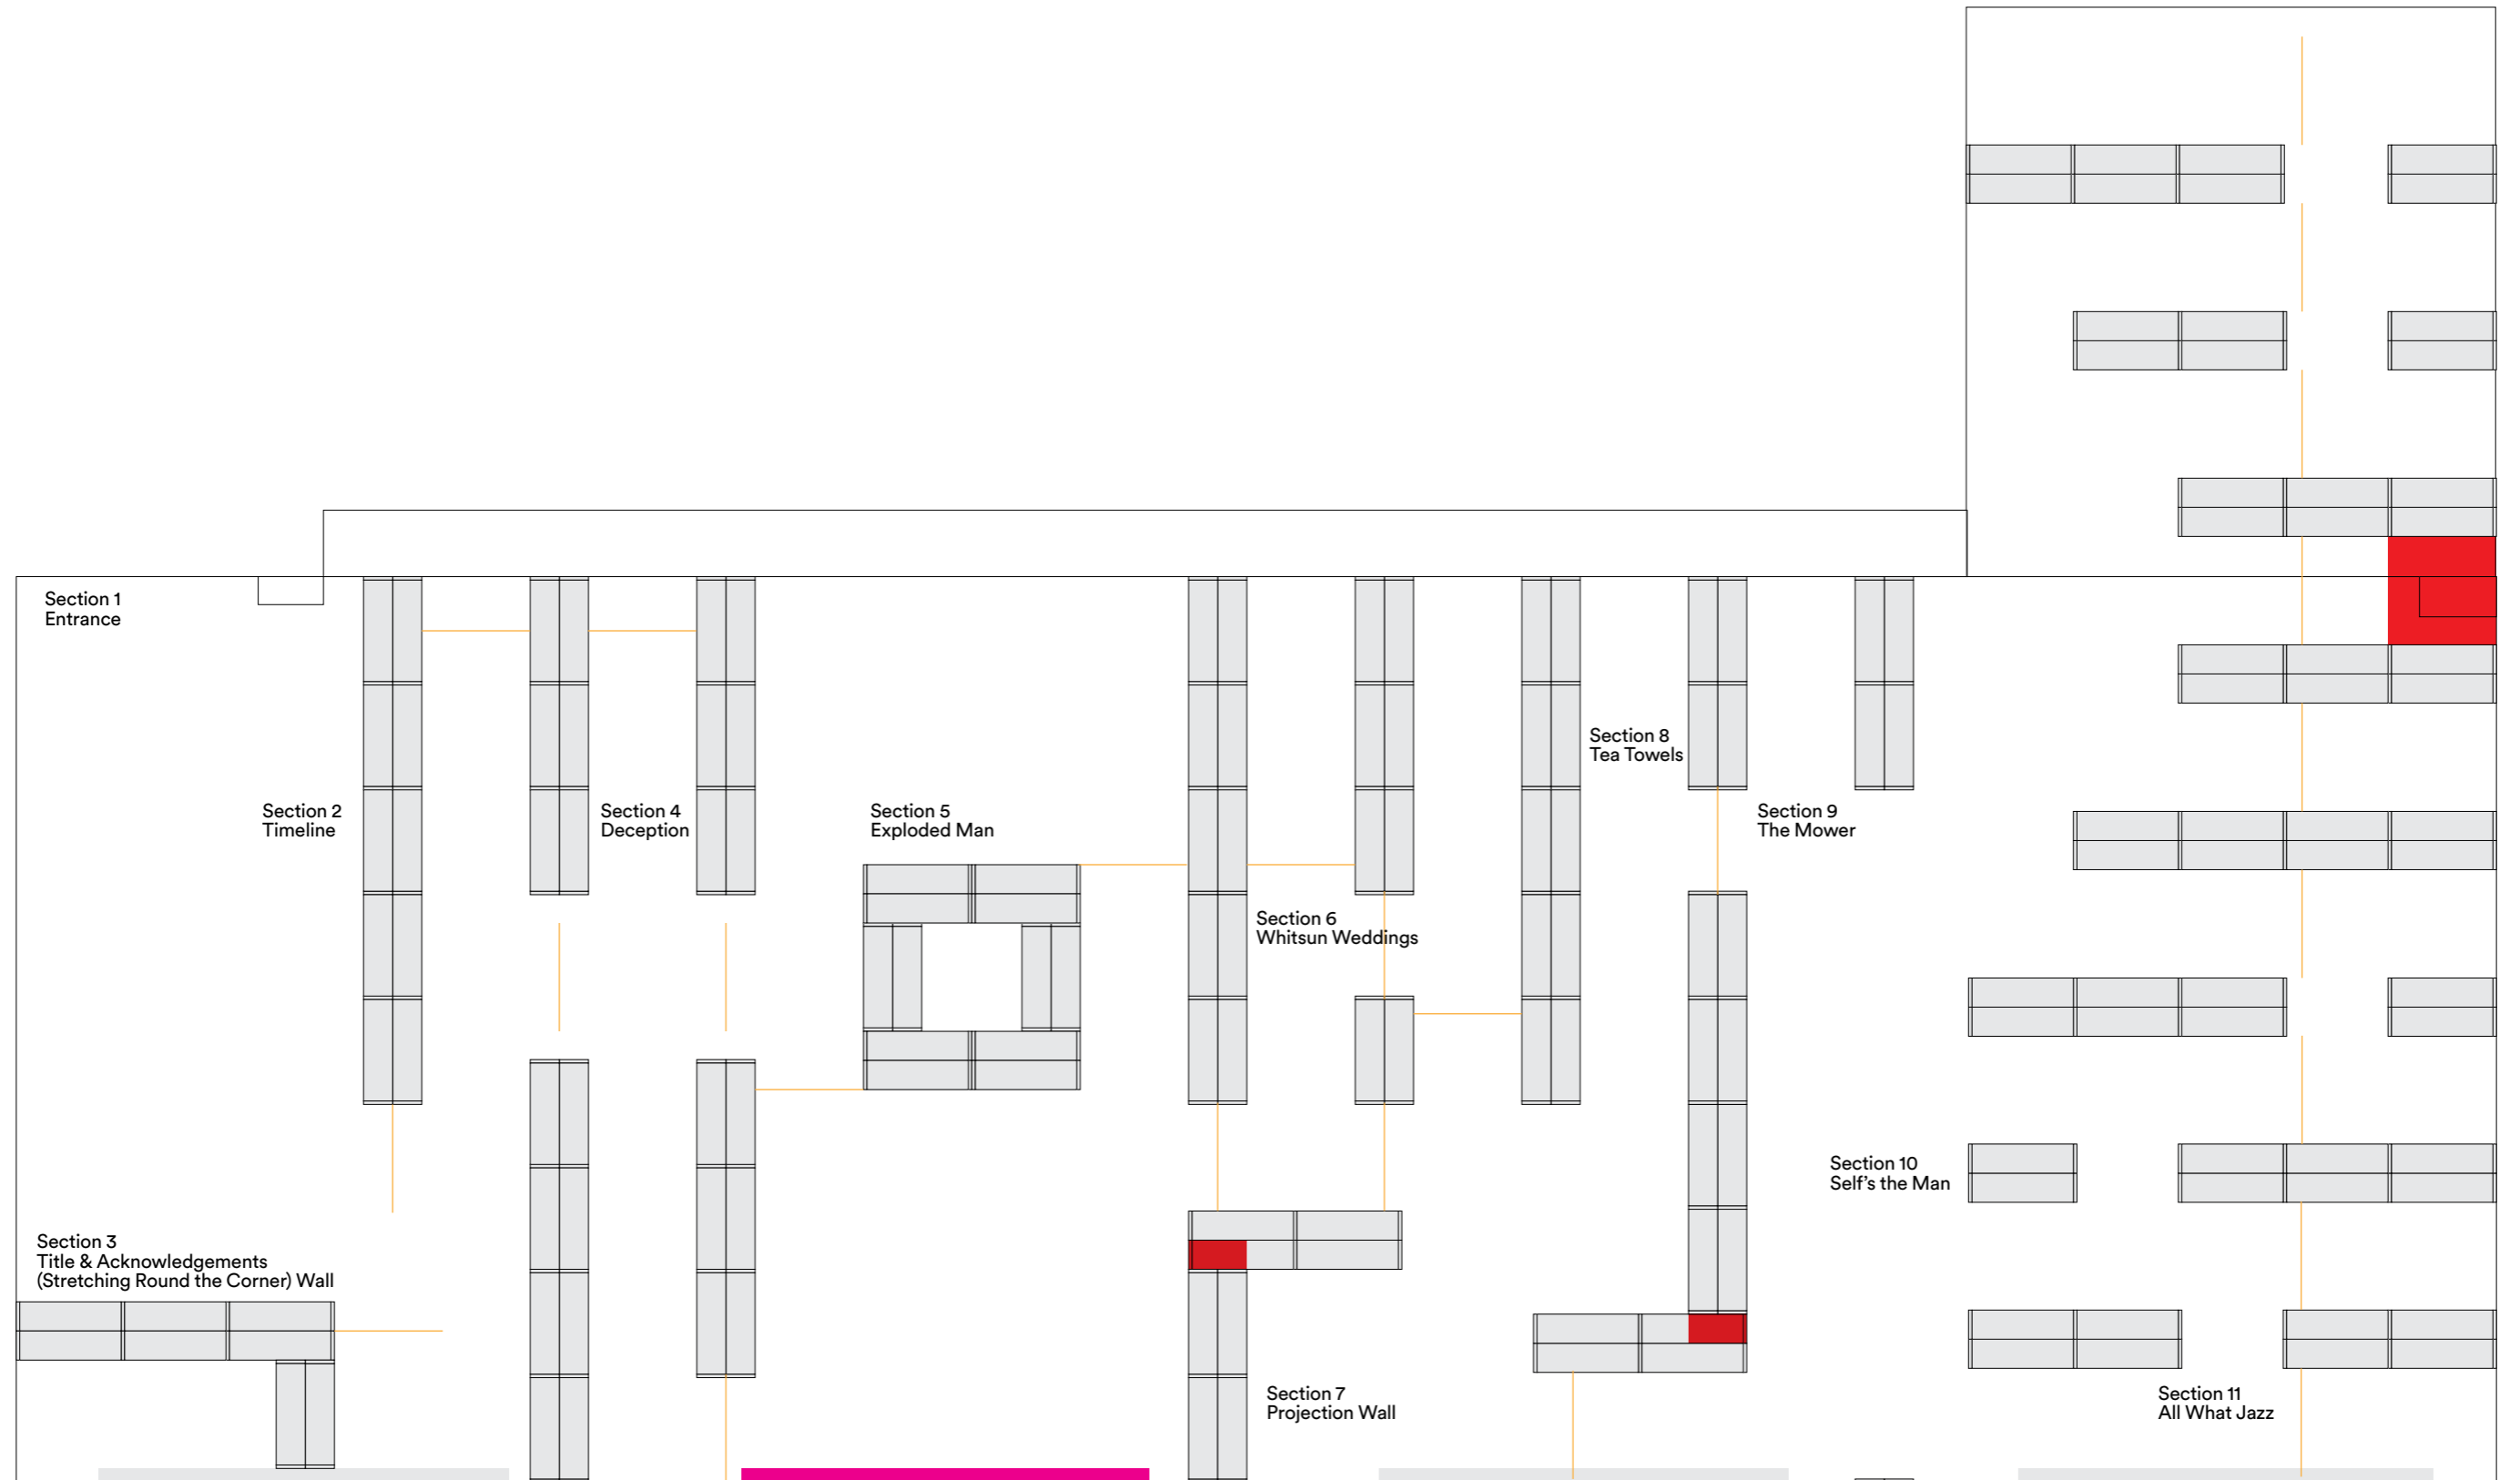 Section 1
Entrance
Section 2
Timeline
Section 3
Title & Acknowledgements
(Stretching Round the Corner) Wall
Section 4
Deception
Section 5
Exploded Man
Section 6
Whitsun Weddings
Section 7
Projection Wall
Section 8
Tea Towels
Section 9
The Mower
Section 10
Self’s the Man
Section 11
All What Jazz